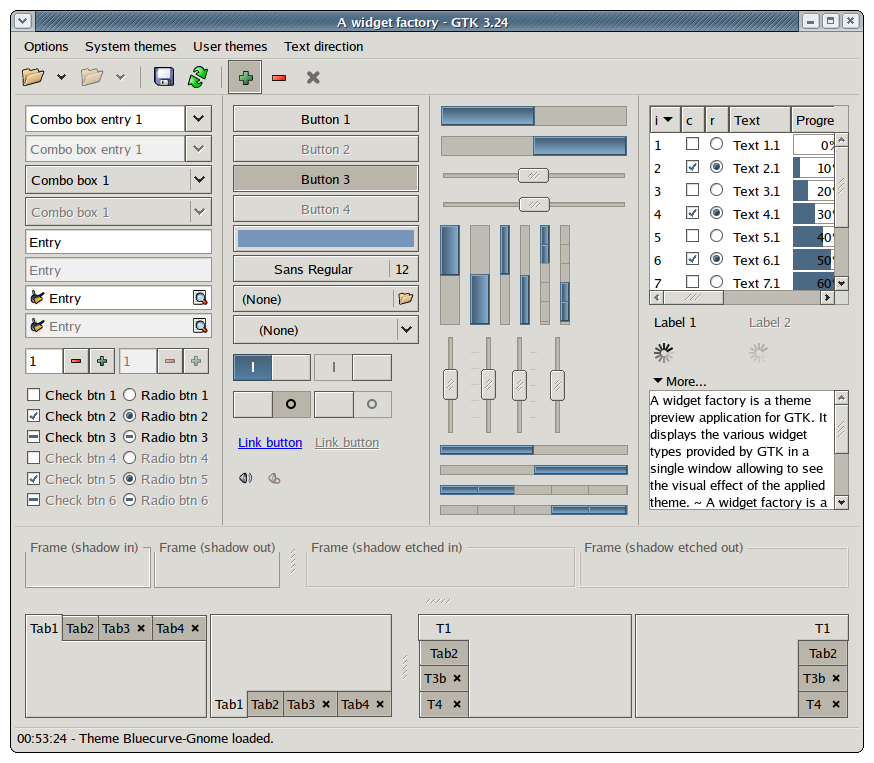 A widget factory - GTK 3.24
Options System themes User themes Text direction
Combo box entry 1
Combo box entry 1
Combo box 1
Combo box 1
Entry
Entry
Entry
Entry
1 1
Check btn 1 Radio btn 1
Check btn 2 Radio btn 2
Check btn 3 Radio btn 3
Check btn 4 Radio btn 4
Check btn 5 Radio btn 5
Check btn 6 Radio btn 6
Button 1
Button 2
Button 3
Button 4
Sans Regular 12
(None)
(None)
Link button Link button
i c r Text Progre
1 Text 1.1 0%
2 Text 2.1 10%
3 Text 3.1 20%
4 Text 4.1 30%
5 Text 5.1 40%
6 Text 6.1 50%
7 Text 7.1 60%
Label 1 Label 2
More...
A widget factory is a theme
preview application for GTK. It
displays the various widget
types provided by GTK in a
single window allowing to see
the visual effect of the applied
theme. ~ A widget factory is a
Frame (shadow in) Frame (shadow out) Frame (shadow etched in) Frame (shadow etched out)
Tab1 Tab2 Tab3 Tab4
Tab1 Tab2 Tab3 Tab4
T1
Tab2
T3b
T4
T1
Tab2
T3b
T4
00:53:24 - Theme Bluecurve-Gnome loaded.